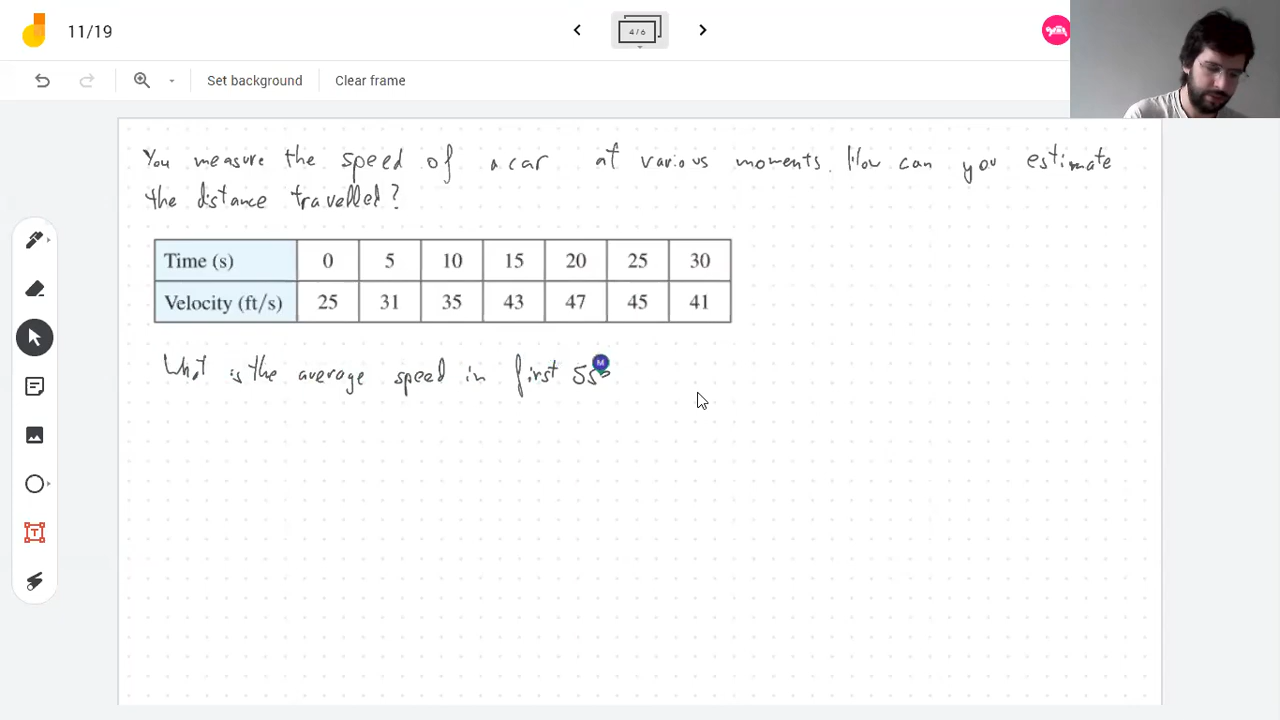 11/19
4/6
Set background
Clear frame
You measure the speed of a car at various moments. How can you estimate
the distance travelled?
Time (s) 0 5 10 15 20 25 30
Velocity (ft/s) 25 31 35 43 47 45 41
M
What is the average speed in first
T